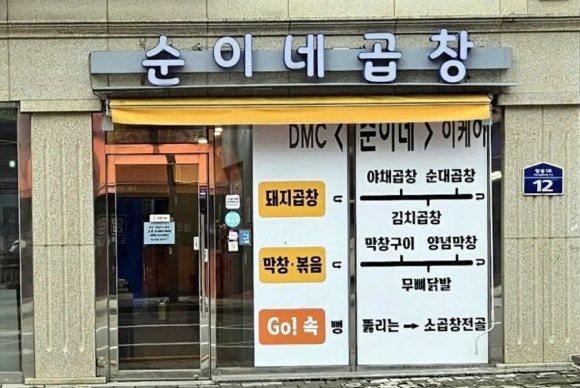 순이네곱창
DMC < 순이네 > 이케아
돼지곱창
야채곱창 순대곱창
김치곱창
막창·볶음
막창구이 양념막창
무뼈닭발
Go! 속 뻥
뚫리는 → 소곱창전골
12